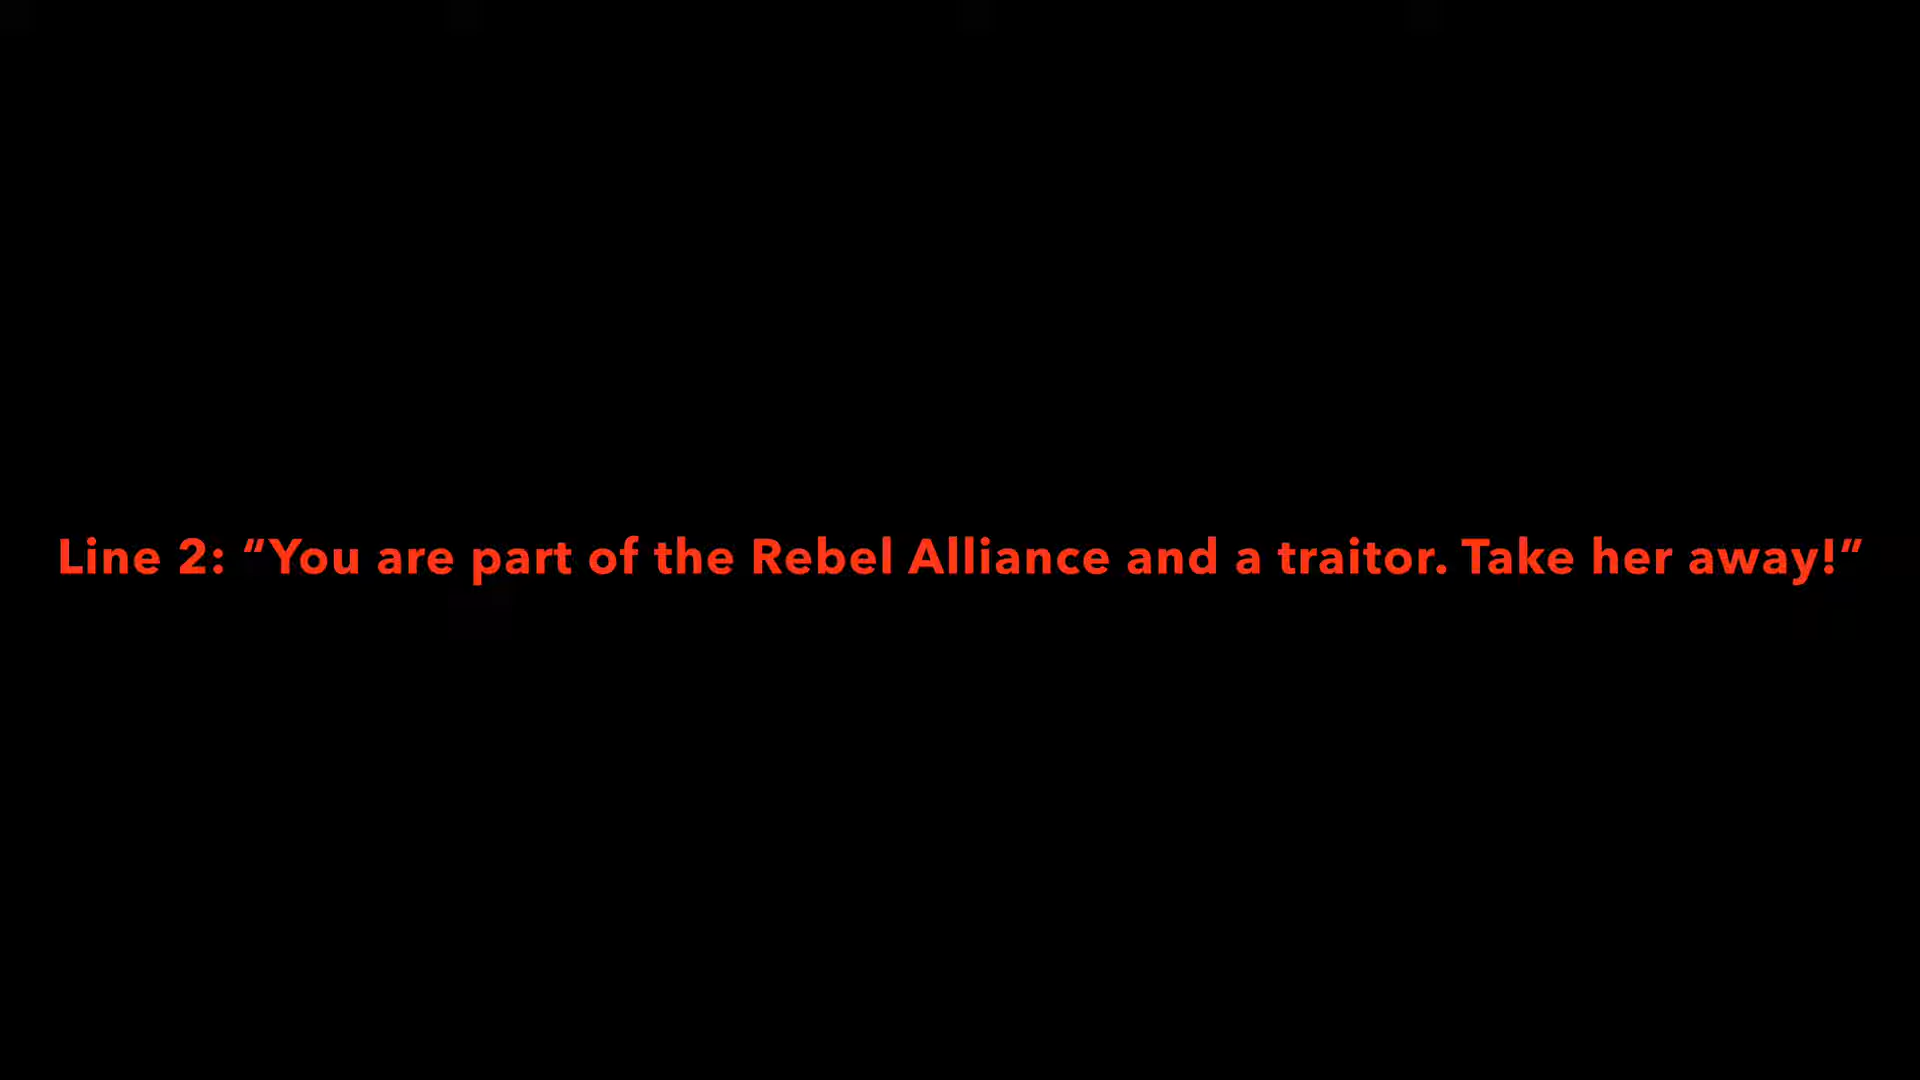 Line 2: “You are part of the Rebel Alliance and a traitor. Take her away!”